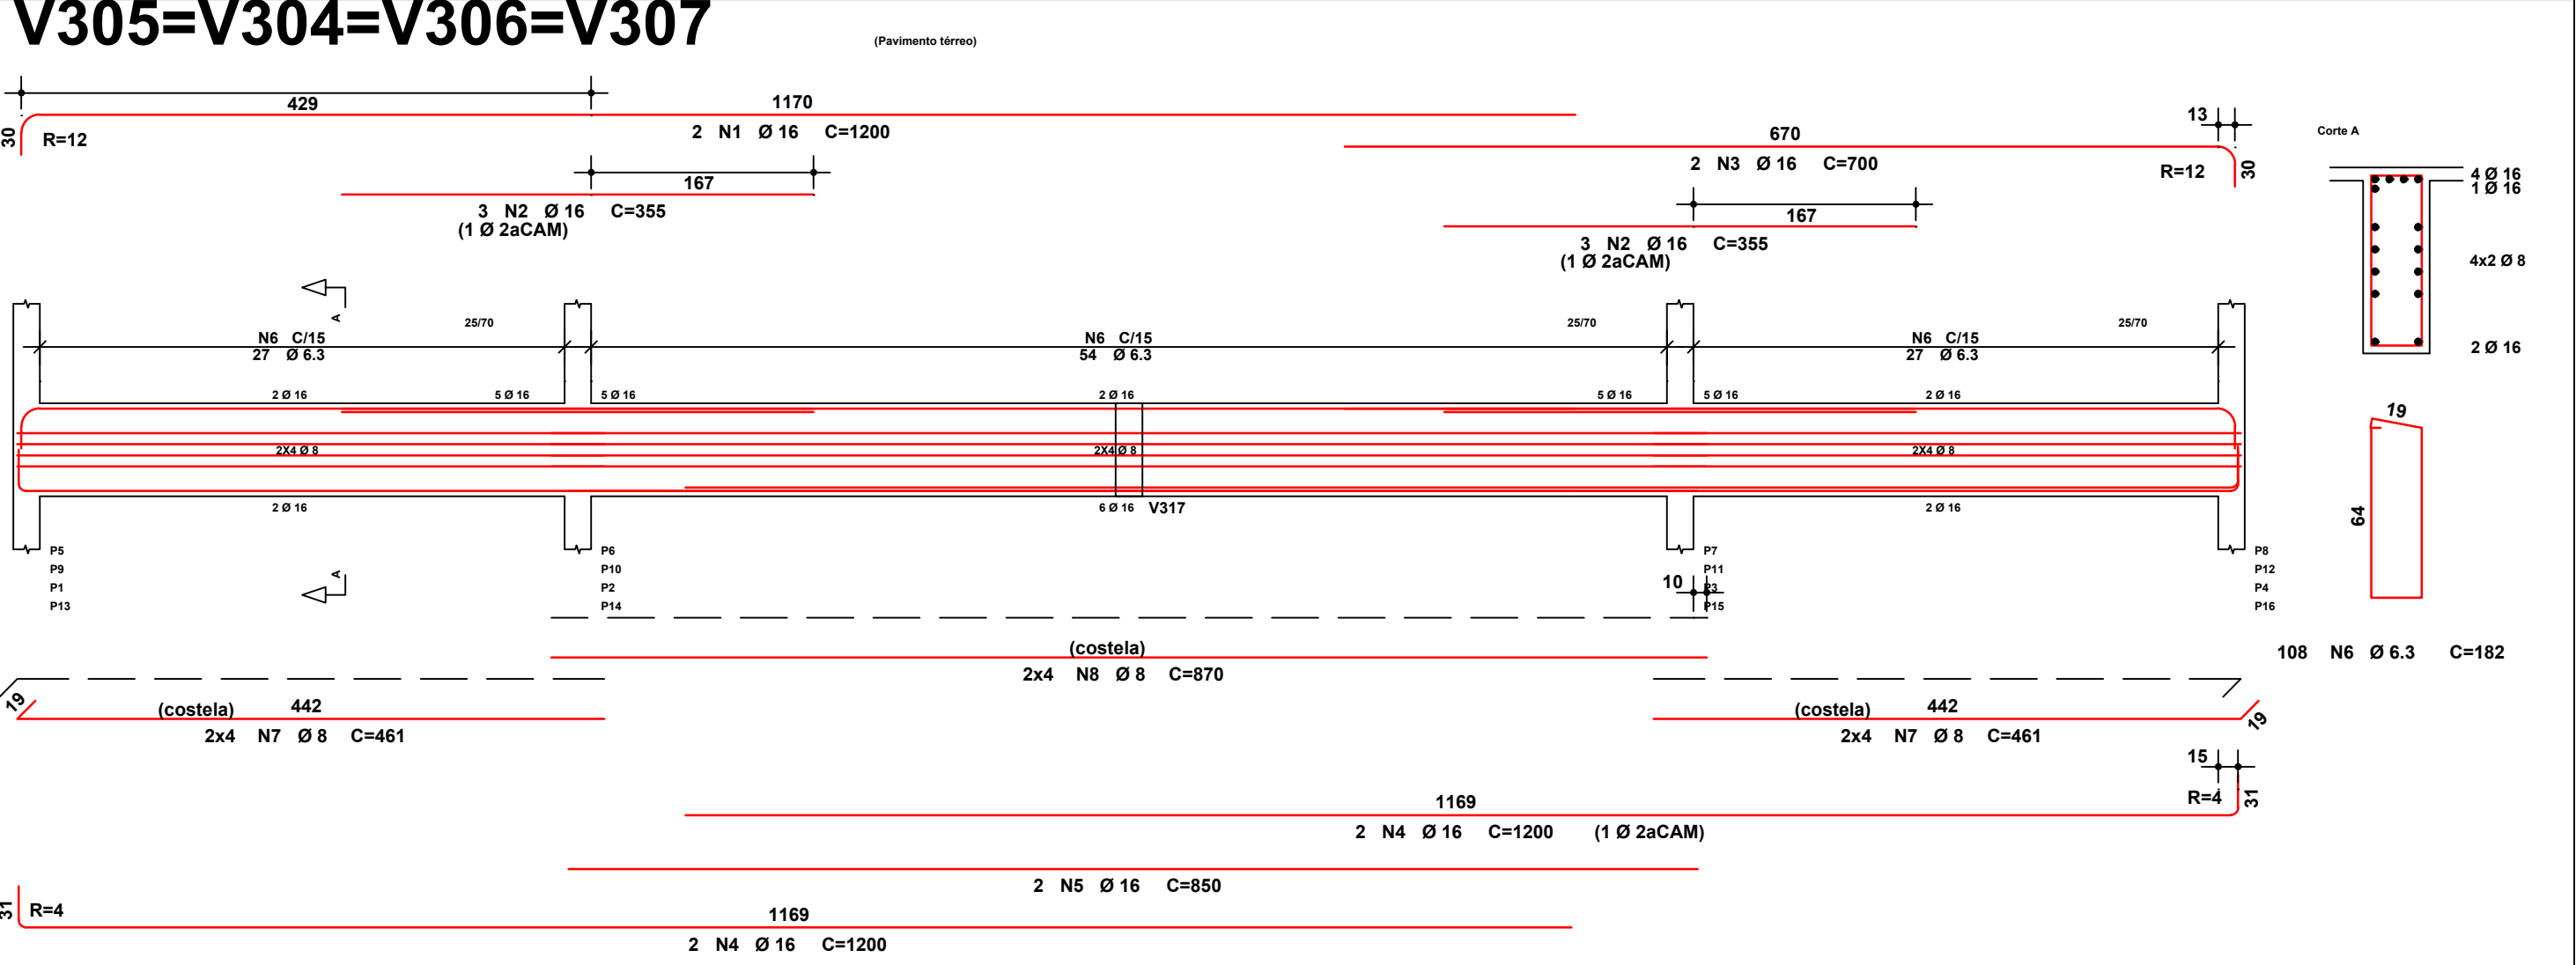 V305=V304=V306=V307
(Pavimento térreo)
429
1170
30
R=12
2 N1 Ø 16 C=1200
13
670
2 N3 Ø 16 C=700
R=12
30
167
3 N2 Ø 16 C=355
(1 Ø 2aCAM)
167
3 N2 Ø 16 C=355
(1 Ø 2aCAM)
Corte A
4 Ø 16
1 Ø 16
4x2 Ø 8
2 Ø 16
A
25/70
25/70
25/70
N6 C/15
27 Ø 6.3
N6 C/15
54 Ø 6.3
N6 C/15
27 Ø 6.3
2 Ø 16
5 Ø 16
5 Ø 16
2 Ø 16
5 Ø 16
5 Ø 16
2 Ø 16
2X4 Ø 8
2X4 Ø 8
2X4 Ø 8
2 Ø 16
6 Ø 16
V317
2 Ø 16
P5
P9
P1
P13
A
P6
P10
P2
P14
10
P7
P11
P3
P15
P8
P12
P4
P16
19
64
108 N6 Ø 6.3 C=182
(costela)
2x4 N8 Ø 8 C=870
19
(costela)
442
2x4 N7 Ø 8 C=461
(costela)
442
19
2x4 N7 Ø 8 C=461
15
R=4
31
1169
2 N4 Ø 16 C=1200 (1 Ø 2aCAM)
2 N5 Ø 16 C=850
31
R=4
1169
2 N4 Ø 16 C=1200